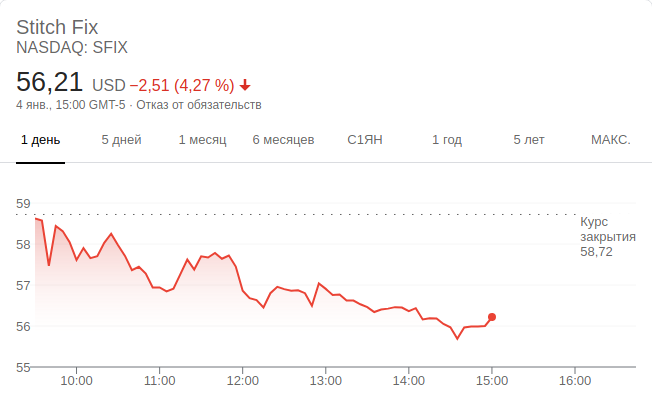 Stitch Fix
NASDAQ: SFIX
56,21 USD −2,51 (4,27 %)
4 янв., 15:00 GMT-5 · Отказ от обязательств
1 день 5 дней 1 месяц 6 месяцев С1ЯН 1 год 5 лет МАКС.
59
Курс
закрытия
58,72
58
57
56
55
10:00 11:00 12:00 13:00 14:00 15:00 16:00